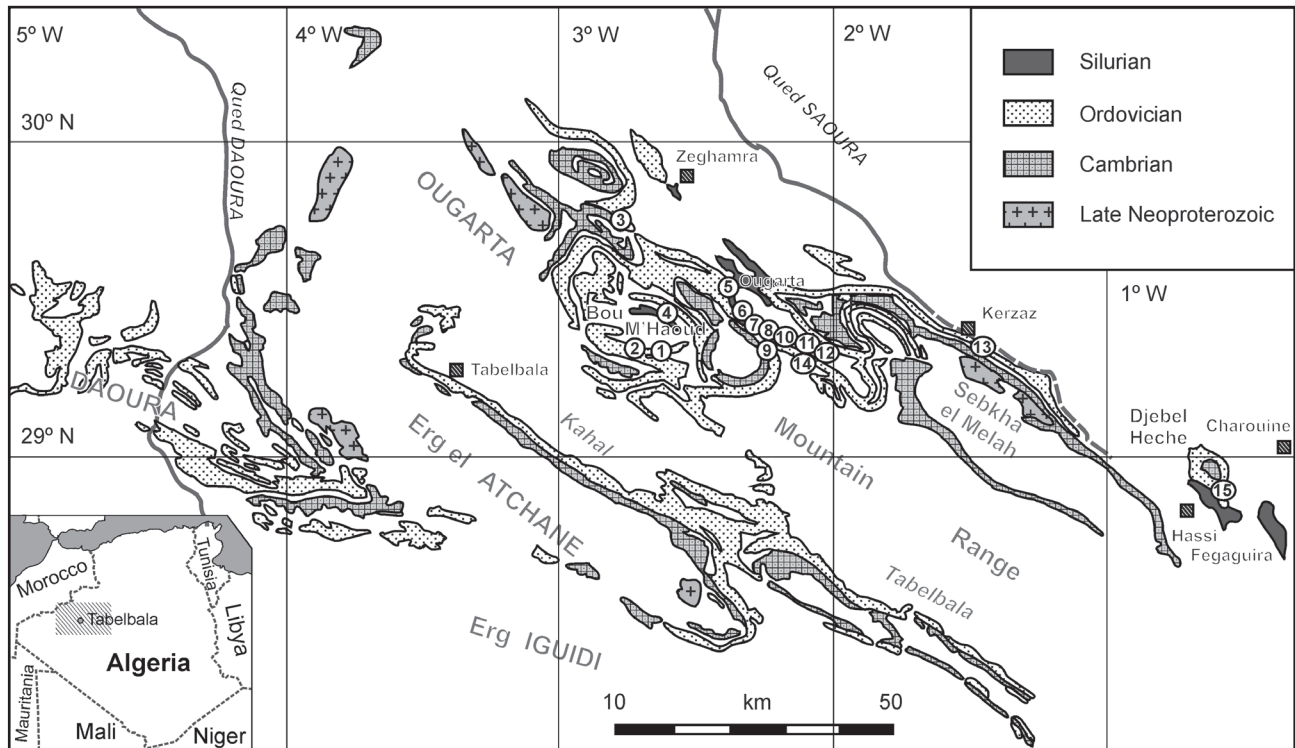 5º W
4º W
3º W
2º W
Silurian
Ordovician
Cambrian
Late Neoproterozoic
30º N
Qued DAOURA
Qued SAOURA
Zeghamra
OUGARTA
3
1º W
5
Ougarta
Bou
4
M'Haoud
6
7
8
10
11
12
2
1
9
14
Kerzaz
13
Tabelbala
DAOURA
Sebkha
el Melah
29º N
Erg el ATCHANE
Kahal
Mountain
Djebel
Heche
Charouine
15
Hassi
Fegaguira
Range
Tabelbala
Erg IGUIDI
Morocco
Tunisia
Libya
Tabelbala
Algeria
Mauritania
Mali
Niger
10
km
50